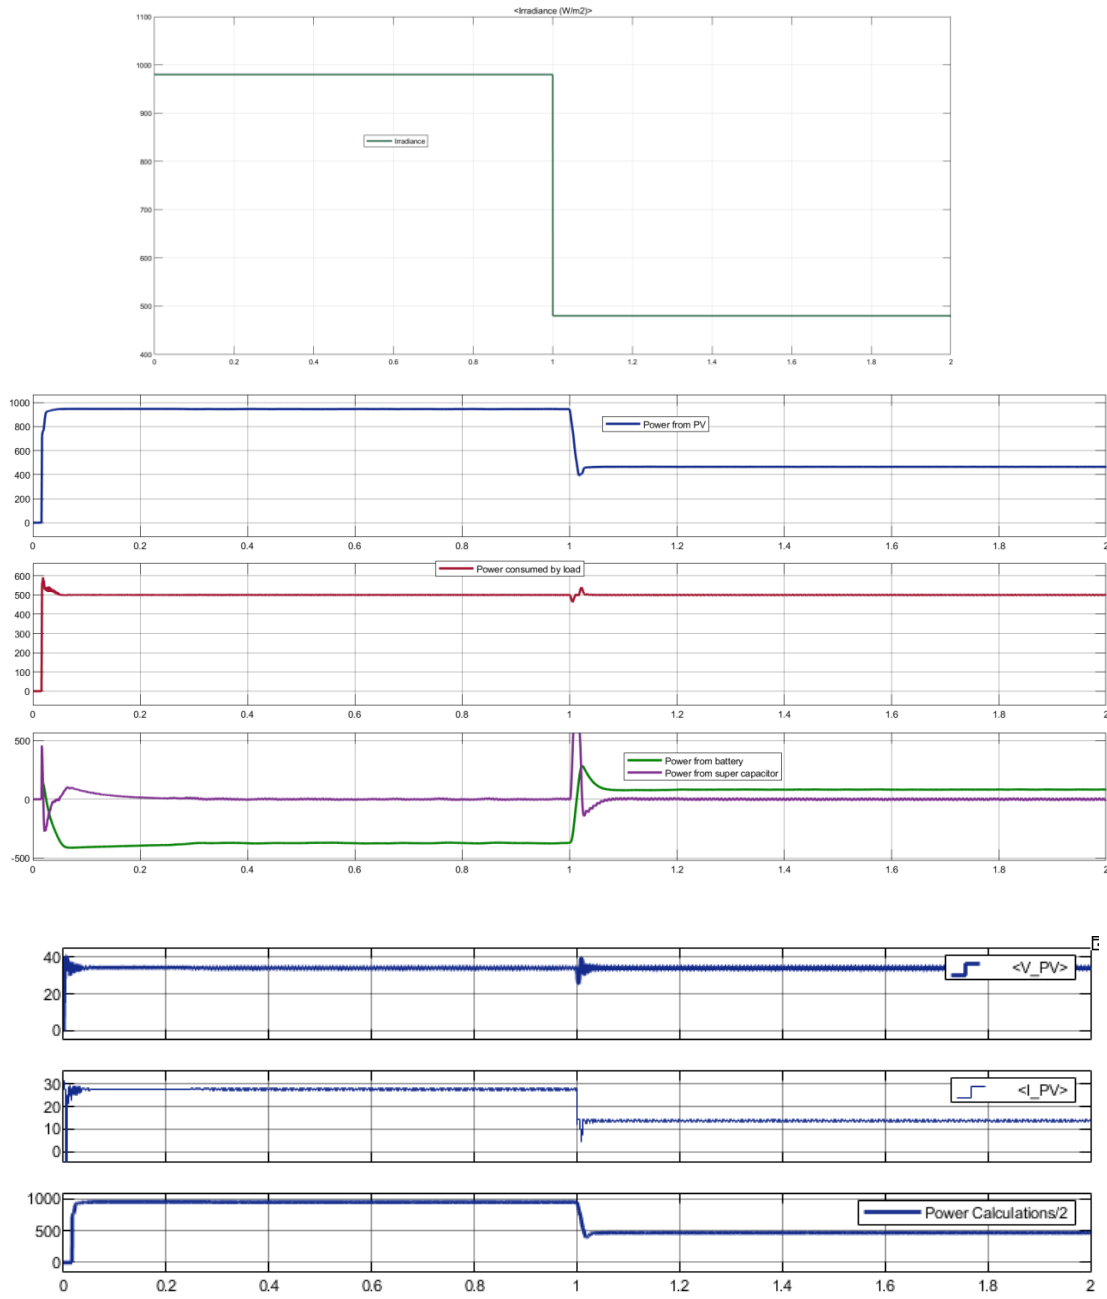 <Irradiance (W/m2)>
1100
1000
900
800
700
600
500
400
Irradiance
0 0.2 0.4 0.6 0.8 1 1.2 1.4 1.6 1.8 2
1000
800
600
400
200
0
Power from PV
0 0.2 0.4 0.6 0.8 1 1.2 1.4 1.6 1.8 2
Power consumed by load
600
500
400
300
200
100
0
0 0.2 0.4 0.6 0.8 1 1.2 1.4 1.6 1.8 2
500
0
-500
Power from battery
Power from super capacitor
0 0.2 0.4 0.6 0.8 1 1.2 1.4 1.6 1.8 2
40
20
0
<V_PV>
30
20
10
0
<I_PV>
1000
500
0
Power Calculations/2
0 0.2 0.4 0.6 0.8 1 1.2 1.4 1.6 1.8 2